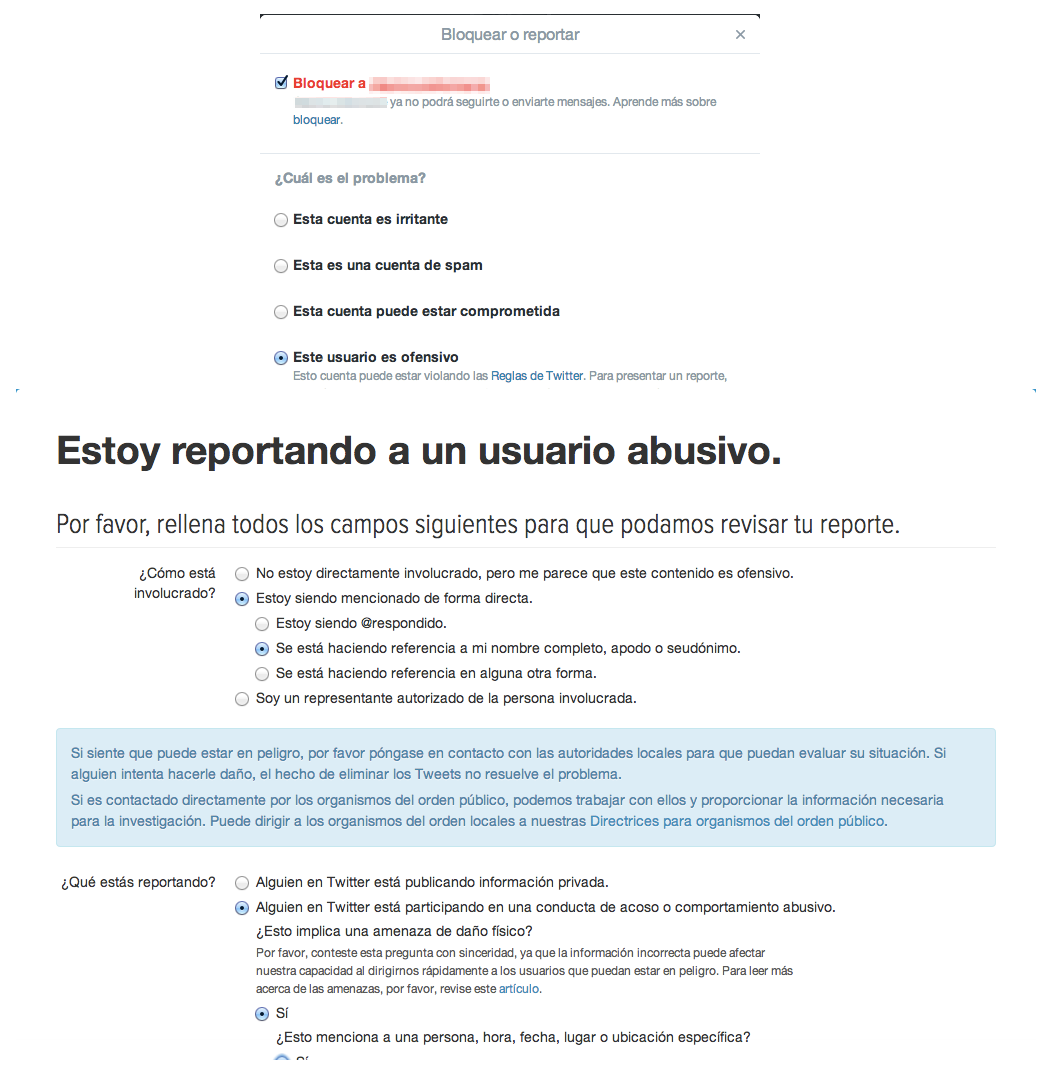 Bloquear o reportar ×
Bloquear a
ya no podrá seguirte o enviarte mensajes. Aprende más sobre
bloquear.
¿Cuál es el problema?
Esta cuenta es irritante
Esta es una cuenta de spam
Esta cuenta puede estar comprometida
Este usuario es ofensivo
Esto cuenta puede estar violando las Reglas de Twitter. Para presentar un reporte,
Estoy reportando a un usuario abusivo.
Por favor, rellena todos los campos siguientes para que podamos revisar tu reporte.
¿Cómo está
involucrado?
No estoy directamente involucrado, pero me parece que este contenido es ofensivo.
Estoy siendo mencionado de forma directa.
Estoy siendo @respondido.
Se está haciendo referencia a mi nombre completo, apodo o seudónimo.
Se está haciendo referencia en alguna otra forma.
Soy un representante autorizado de la persona involucrada.
Si siente que puede estar en peligro, por favor póngase en contacto con las autoridades locales para que puedan evaluar su situación. Si
alguien intenta hacerle daño, el hecho de eliminar los Tweets no resuelve el problema.
Si es contactado directamente por los organismos del orden público, podemos trabajar con ellos y proporcionar la información necesaria
para la investigación. Puede dirigir a los organismos del orden locales a nuestras Directrices para organismos del orden público.
¿Qué estás reportando?
Alguien en Twitter está publicando información privada.
Alguien en Twitter está participando en una conducta de acoso o comportamiento abusivo.
¿Esto implica una amenaza de daño físico?
Por favor, conteste esta pregunta con sinceridad, ya que la información incorrecta puede afectar
nuestra capacidad al dirigirnos rápidamente a los usuarios que puedan estar en peligro. Para leer más
acerca de las amenazas, por favor, revise este artículo.
Sí
¿Esto menciona a una persona, hora, fecha, lugar o ubicación específica?